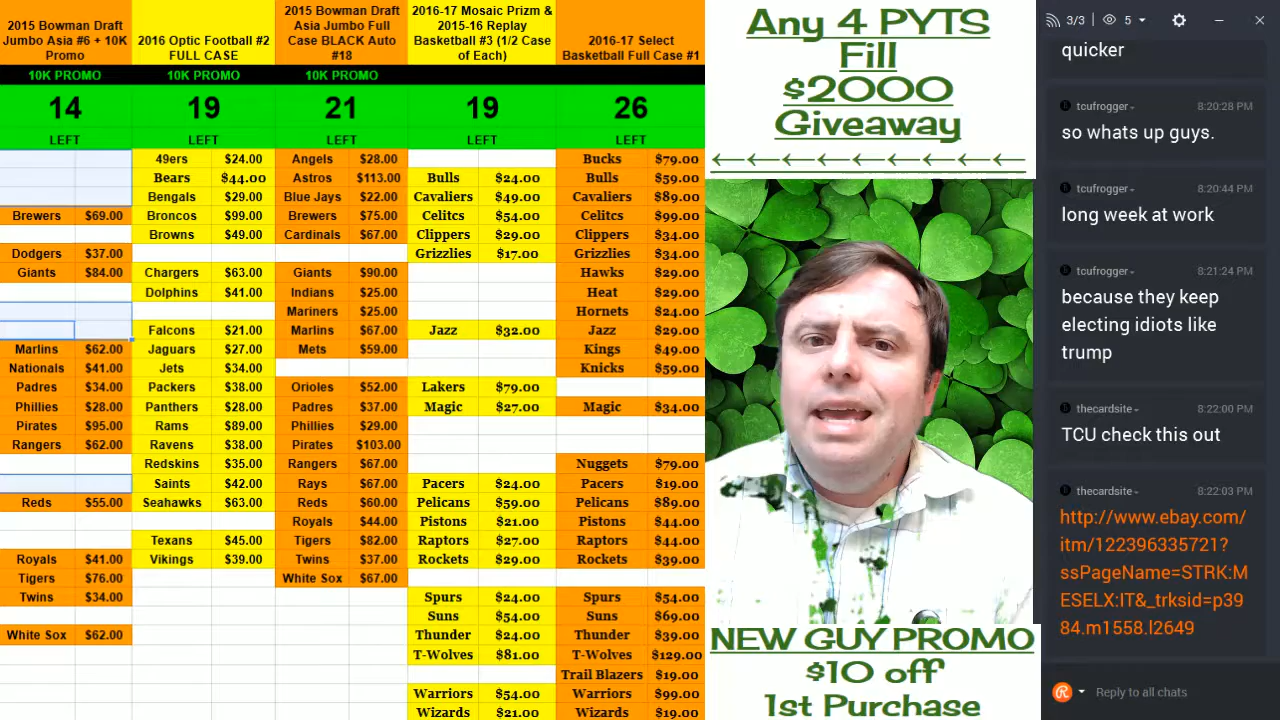 2015 Bowman Draft
Jumbo Asia #6 + 10K
Promo
10K PROMO
14
LEFT
Brewers $69.00
Dodgers $37.00
Giants $84.00
Marlins $62.00
Nationals $41.00
Padres $34.00
Phillies $28.00
Pirates $95.00
Rangers $62.00
Reds $55.00
Royals $41.00
Tigers $76.00
Twins $34.00
White Sox $62.00
2016 Optic Football #2
FULL CASE
10K PROMO
19
LEFT
49ers $24.00
Bears $44.00
Bengals $29.00
Broncos $99.00
Browns $49.00
Chargers $63.00
Dolphins $41.00
Falcons $21.00
Jaguars $27.00
Jets $34.00
Packers $38.00
Panthers $28.00
Rams $89.00
Ravens $38.00
Redskins $35.00
Saints $42.00
Seahawks $63.00
Texans $45.00
Vikings $39.00
2015 Bowman Draft
Asia Jumbo Full
Case BLACK Auto
#18
10K PROMO
21
LEFT
Angels $28.00
Astros $113.00
Blue Jays $22.00
Brewers $75.00
Cardinals $67.00
Giants $90.00
Indians $25.00
Mariners $25.00
Marlins $67.00
Mets $59.00
Orioles $52.00
Padres $37.00
Phillies $29.00
Pirates $103.00
Rangers $67.00
Rays $67.00
Reds $60.00
Royals $44.00
Tigers $82.00
Twins $37.00
White Sox $67.00
2016-17 Mosaic Prizm &
2015-16 Replay
Basketball #3 (1/2 Case
of Each)
19
LEFT
Bulls $24.00
Cavaliers $49.00
Celitcs $54.00
Clippers $29.00
Grizzlies $17.00
Jazz $32.00
Lakers $79.00
Magic $27.00
Pacers $24.00
Pelicans $59.00
Pistons $21.00
Raptors $27.00
Rockets $29.00
Spurs $24.00
Suns $54.00
Thunder $24.00
T-Wolves $81.00
Warriors $54.00
Wizards $21.00
2016-17 Select
Basketball Full Case #1
26
LEFT
Bucks $79.00
Bulls $59.00
Cavaliers $89.00
Celitcs $99.00
Clippers $34.00
Grizzlies $34.00
Hawks $29.00
Heat $29.00
Hornets $24.00
Jazz $29.00
Kings $49.00
Knicks $59.00
Magic $34.00
Nuggets $79.00
Pacers $19.00
Pelicans $89.00
Pistons $44.00
Raptors $44.00
Rockets $39.00
Spurs $54.00
Suns $69.00
Thunder $39.00
T-Wolves $129.00
Trail Blazers $19.00
Warriors $99.00
Wizards $19.00
Any 4 PYTS
Fill
$2000
Giveaway
←←←←←←←←←←←←
NEW GUY PROMO
$10 off
1st Purchase
3/3 5
quicker
tcufrogger 8:20:28 PM
so whats up guys.
tcufrogger 8:20:44 PM
long week at work
tcufrogger 8:21:24 PM
because they keep
electing idiots like
trump
thecardsite 8:22:00 PM
TCU check this out
thecardsite 8:22:03 PM
http://www.ebay.com/
itm/122396335721?
ssPageName=STRK:M
ESELX:IT&_trksid=p39
84.m1558.l2649
Reply to all chats